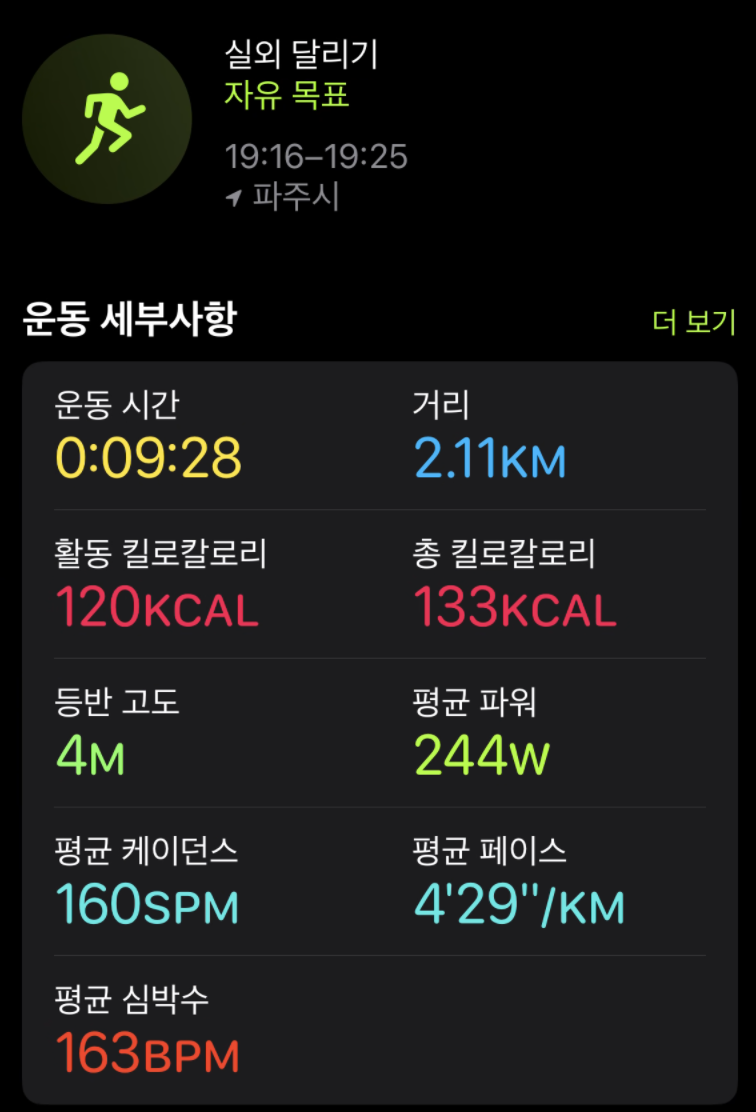 실외 달리기
자유 목표
19:16–19:25
파주시
운동 세부사항
더 보기
운동 시간
거리
0:09:28
2.11KM
활동 킬로칼로리
총 킬로칼로리
120KCAL
133KCAL
등반 고도
평균 파워
4M
244W
평균 케이던스
평균 페이스
160SPM
4'29"/KM
평균 심박수
163BPM